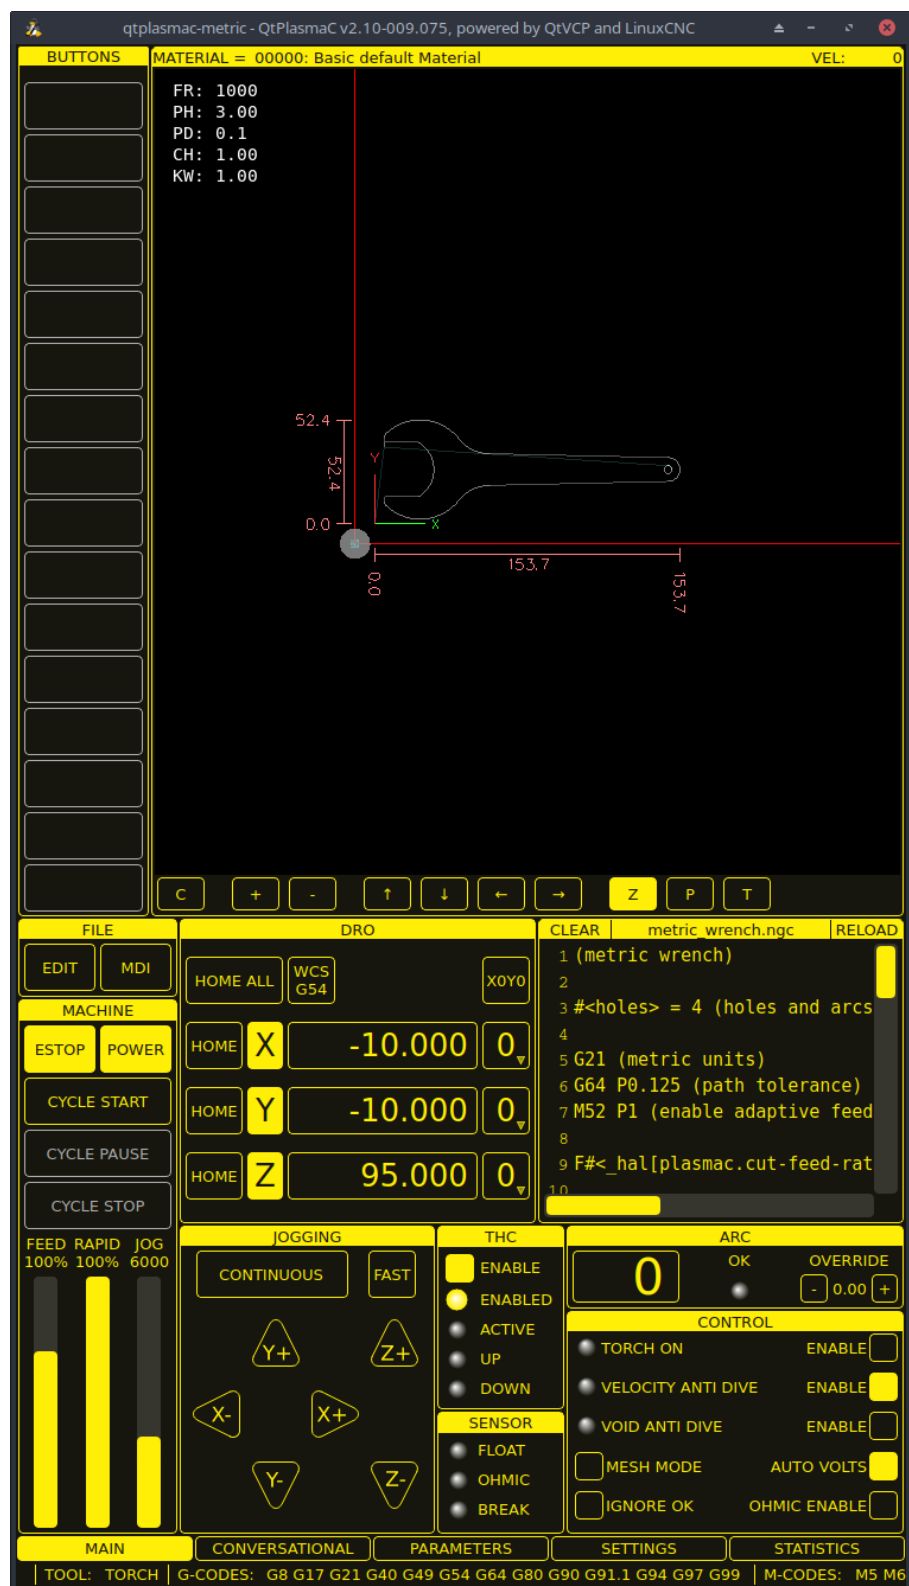 qtplasmac-metric - QtPlasmaC v2.10-009.075, powered by QtVCP and LinuxCNC
BUTTONS
MATERIAL = 00000: Basic default Material VEL: 0
FR: 1000
PH: 3.00
PD: 0.1
CH: 1.00
KW: 1.00
52.4
52.4
Y
0.0
X
153.7
0.0
153.7
C + - ↑ ↓ ← → Z P T
FILE
EDIT MDI
MACHINE
ESTOP POWER
CYCLE START
CYCLE PAUSE
CYCLE STOP
FEED RAPID JOG
100% 100% 6000
DRO
HOME ALL WCS G54 X0Y0
HOME X -10.000 0
HOME Y -10.000 0
HOME Z 95.000 0
CLEAR metric_wrench.ngc RELOAD
1 (metric wrench)
2
3 #<holes> = 4 (holes and arcs
4
5 G21 (metric units)
6 G64 P0.125 (path tolerance)
7 M52 P1 (enable adaptive feed
8
9 F#<_hal[plasmac.cut-feed-rat
10
JOGGING
CONTINUOUS FAST
Y+ Z+
X- X+
Y- Z-
THC
ENABLE
ENABLED
ACTIVE
UP
DOWN
SENSOR
FLOAT
OHMIC
BREAK
ARC
0 OK OVERRIDE
- 0.00 +
CONTROL
TORCH ON ENABLE
VELOCITY ANTI DIVE ENABLE
VOID ANTI DIVE ENABLE
MESH MODE AUTO VOLTS
IGNORE OK OHMIC ENABLE
MAIN CONVERSATIONAL PARAMETERS SETTINGS STATISTICS
TOOL: TORCH G-CODES: G8 G17 G21 G40 G49 G54 G64 G80 G90 G91.1 G94 G97 G99 M-CODES: M5 M6